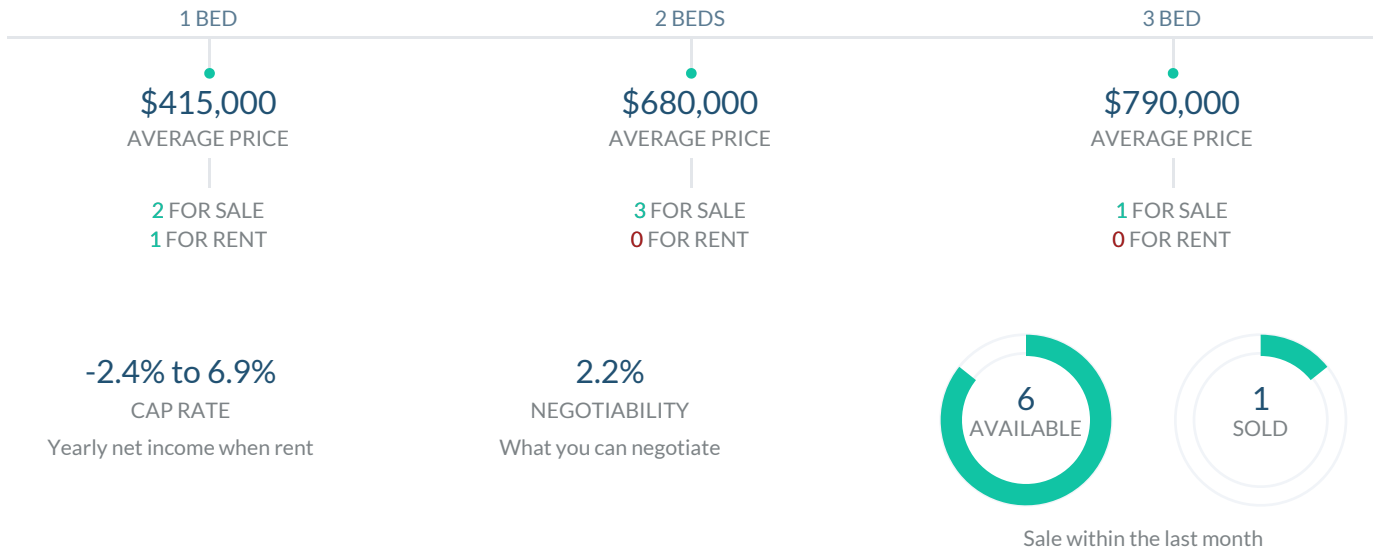 1 BED
2 BEDS
3 BED
$415,000
AVERAGE PRICE
2 FOR SALE
1 FOR RENT
$680,000
AVERAGE PRICE
3 FOR SALE
0 FOR RENT
$790,000
AVERAGE PRICE
1 FOR SALE
0 FOR RENT
-2.4% to 6.9%
CAP RATE
Yearly net income when rent
2.2%
NEGOTIABILITY
What you can negotiate
6
AVAILABLE
1
SOLD
Sale within the last month